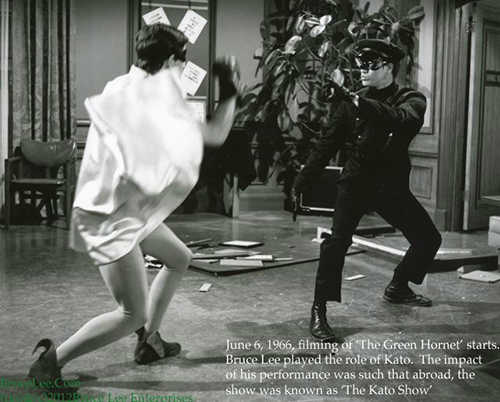 June 6, 1966, filming of 'The Green Hornet' starts.
Bruce Lee played the role of Kato. The impact
of his performance was such that abroad, the
show was known as 'The Kato Show'
BruceLee.Com
2012Bruce Lee Enterprises